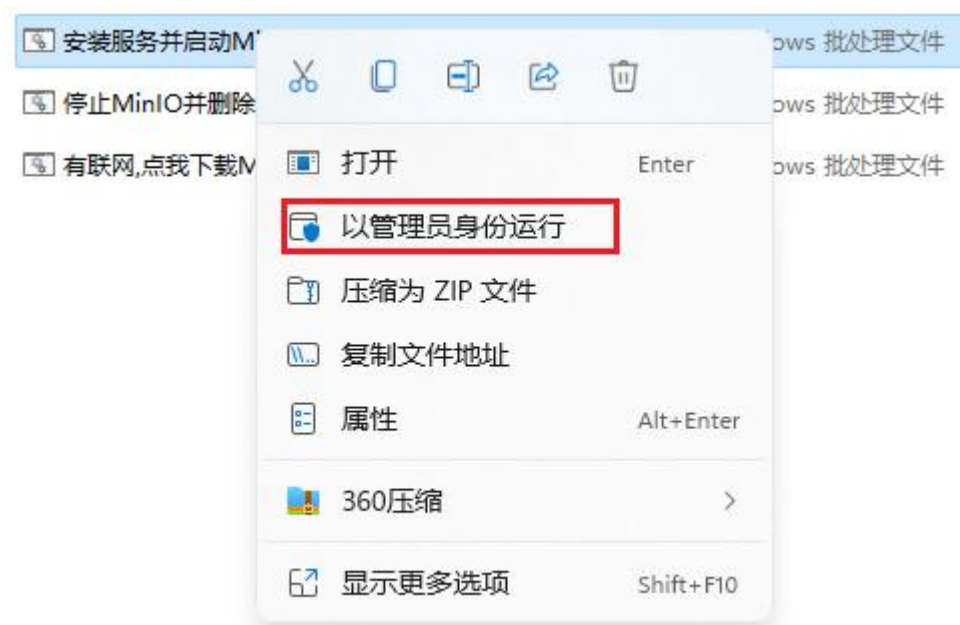 安装服务并启动M
ows 批处理文件
停止MinIO并删除
ows 批处理文件
有联网,点我下载M
ows 批处理文件
打开 Enter
以管理员身份运行
压缩为 ZIP 文件
复制文件地址
属性 Alt+Enter
360压缩
显示更多选项 Shift+F10